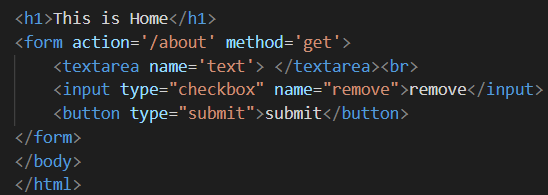 <h1>This is Home</h1>
<form action='/about' method='get'>
<textarea name='text'> </textarea><br>
<input type="checkbox" name="remove">remove</input>
<button type="submit">submit</button>
</form>
</body>
</html>